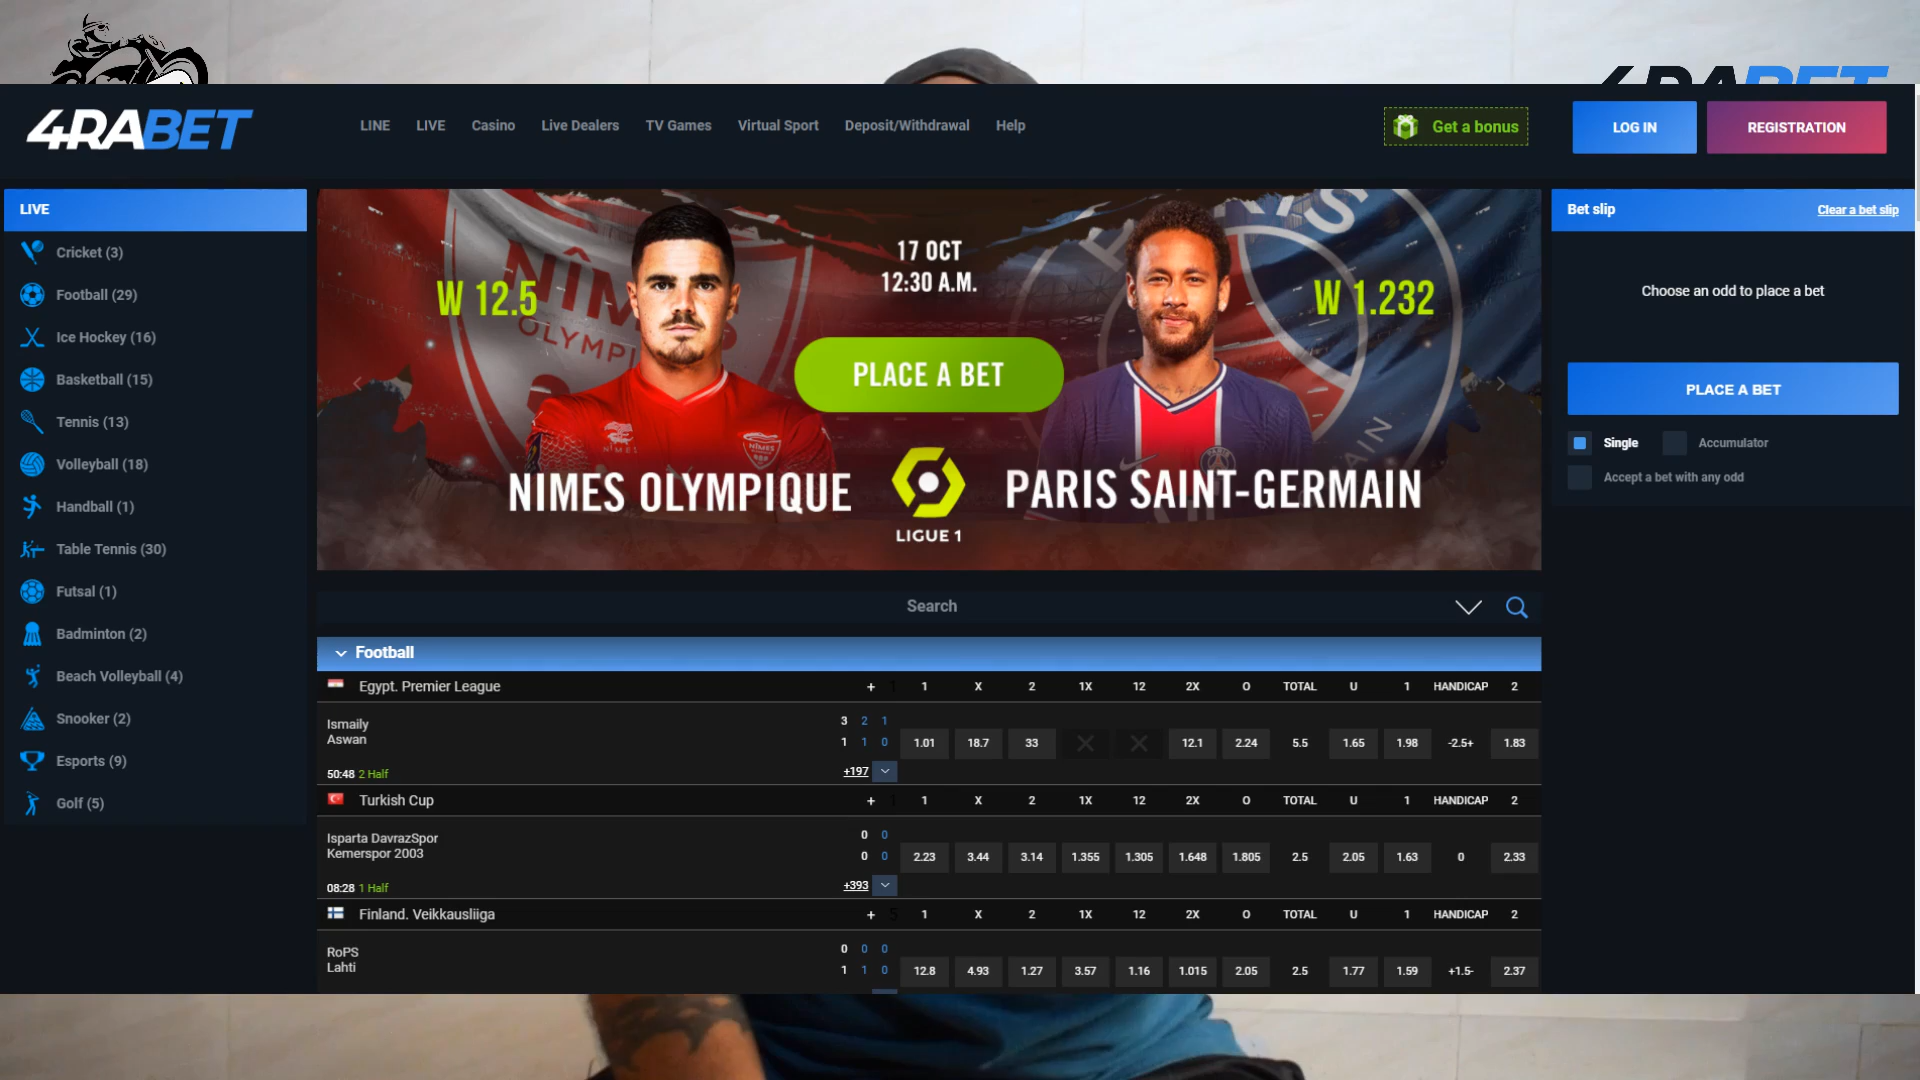 4RABET
4RABET
LINE LIVE Casino Live Dealers TV Games Virtual Sport Deposit/Withdrawal Help
Get a bonus
LOG IN
REGISTRATION
LIVE
Cricket (3)
Football (29)
Ice Hockey (16)
Basketball (15)
Tennis (13)
Volleyball (18)
Handball (1)
Table Tennis (30)
Futsal (1)
Badminton (2)
Beach Volleyball (4)
Snooker (2)
Esports (9)
Golf (5)
17 OCT
12:30 A.M.
W 12.5
W 1.232
PLACE A BET
NIMES OLYMPIQUE
LIGUE 1
PARIS SAINT-GERMAIN
Search
Football
Egypt. Premier League + 1 X 2 1X 12 2X O TOTAL U 1 HANDICAP 2
Ismaily 3 2 1
Aswan 1 1 0
1.01 18.7 33 12.1 2.24 5.5 1.65 1.98 -2.5+ 1.83
50:48 2 Half +197
Turkish Cup + 1 X 2 1X 12 2X O TOTAL U 1 HANDICAP 2
Isparta DavrazSpor 0 0
Kemerspor 2003 0 0
2.23 3.44 3.14 1.355 1.305 1.648 1.805 2.5 2.05 1.63 0 2.33
08:28 1 Half +393
Finland. Veikkausliiga + 5 1 X 2 1X 12 2X O TOTAL U 1 HANDICAP 2
RoPS 0 0 0
Lahti 1 1 0
12.8 4.93 1.27 3.57 1.16 1.015 2.05 2.5 1.77 1.59 +1.5- 2.37
Bet slip
Clear a bet slip
Choose an odd to place a bet
PLACE A BET
Single Accumulator
Accept a bet with any odd